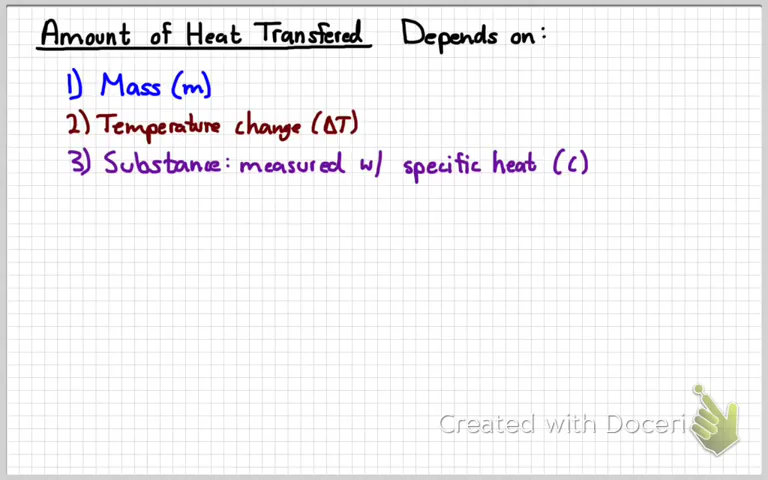 Amount of Heat Transfered Depends on:
1) Mass (m)
2) Temperature change (ΔT)
3) Substance: measured w/ specific heat (c)
Created with Doceri